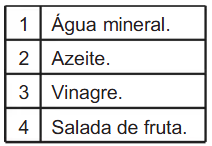 1 Água mineral.
2 Azeite.
3 Vinagre.
4 Salada de fruta.